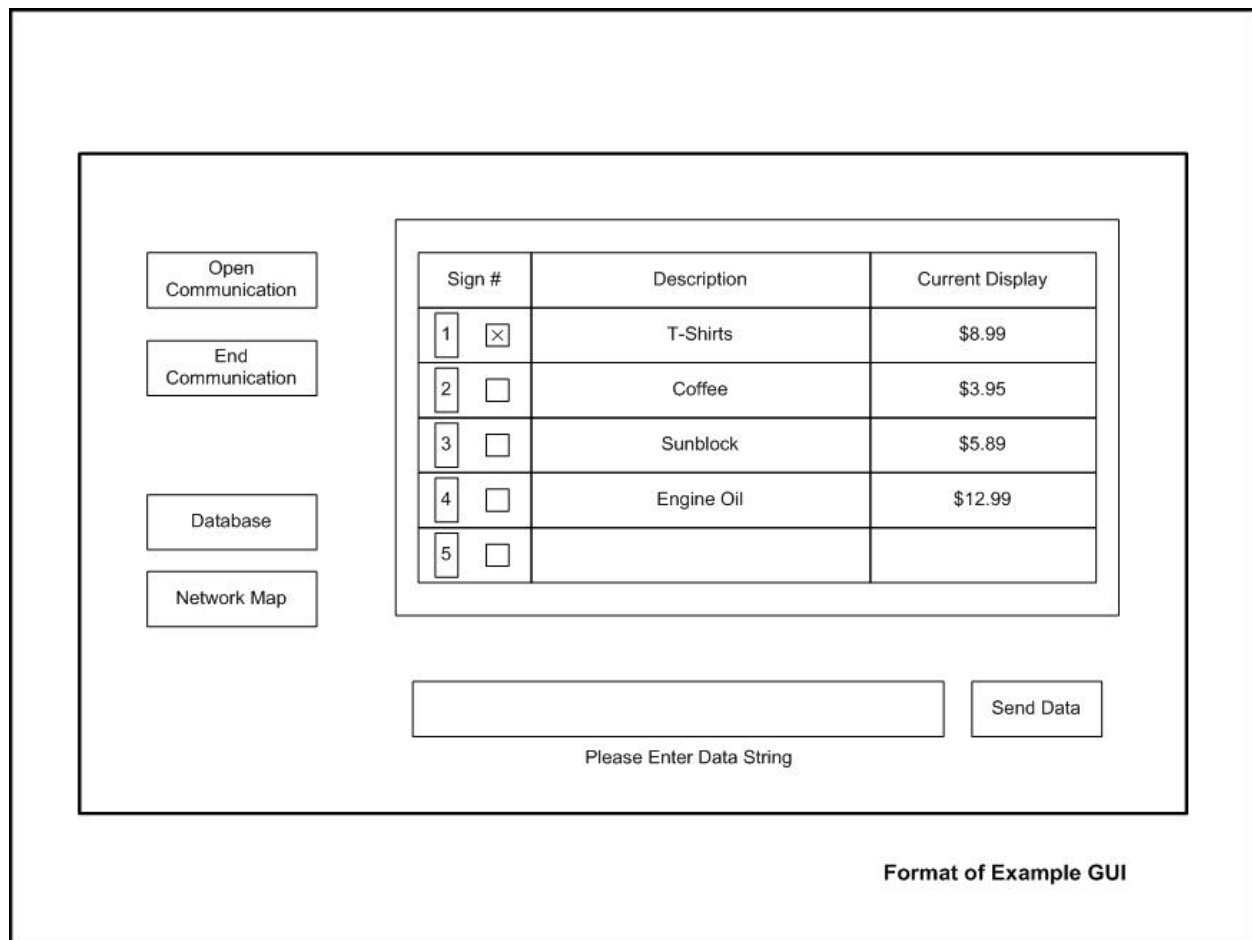 Open
Communication
End
Communication
Database
Network Map
Sign # Description Current Display
1 T-Shirts $8.99
2 Coffee $3.95
3 Sunblock $5.89
4 Engine Oil $12.99
5
Send Data
Please Enter Data String
Format of Example GUI